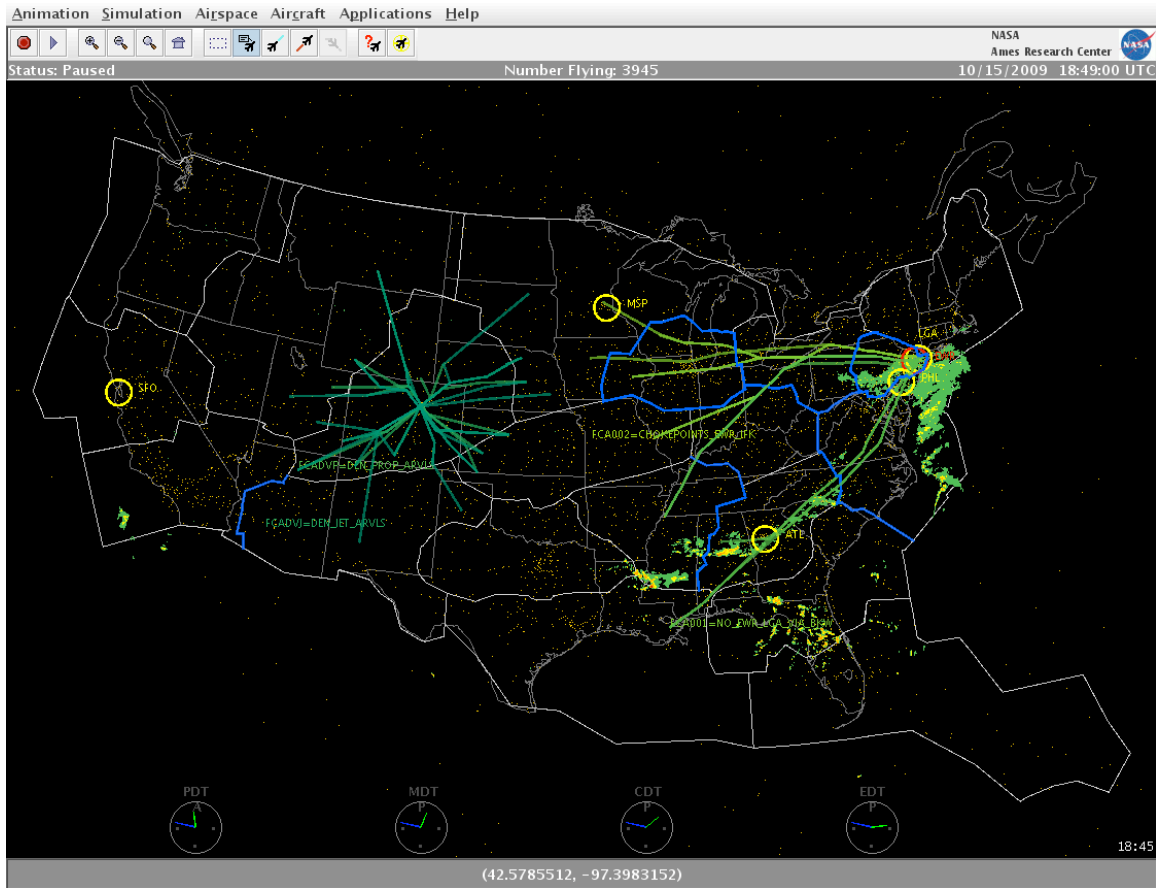 Animation Simulation Airspace Aircraft Applications Help
NASA
Ames Research Center
NASA
Status: Paused
Number Flying: 3945
10/15/2009 18:49:00 UTC
MSP
GA
PHL
SFO
FCA002=CHOKEPOINTS_EWR_JFK
FCADVP=DEN_PROP_ARVLS
FCADVJ=DEN_JET_ARVLS
ATL
PDT
A
MDT
P
CDT
P
EDT
P
18:45
(42.5785512, -97.3983152)